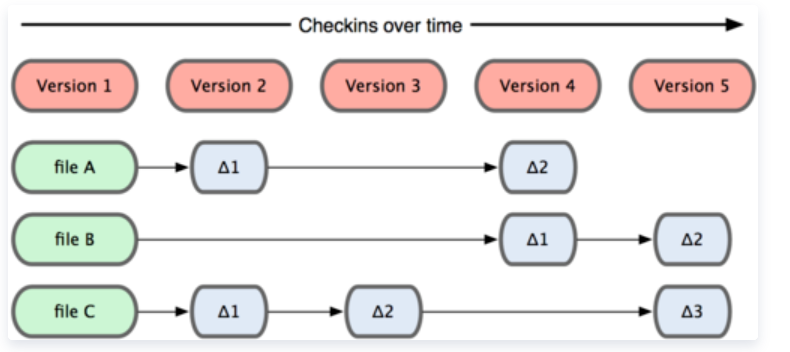 Checkins over time
Version 1 Version 2 Version 3 Version 4 Version 5
file A Δ1 Δ2
file B Δ1 Δ2
file C Δ1 Δ2 Δ3